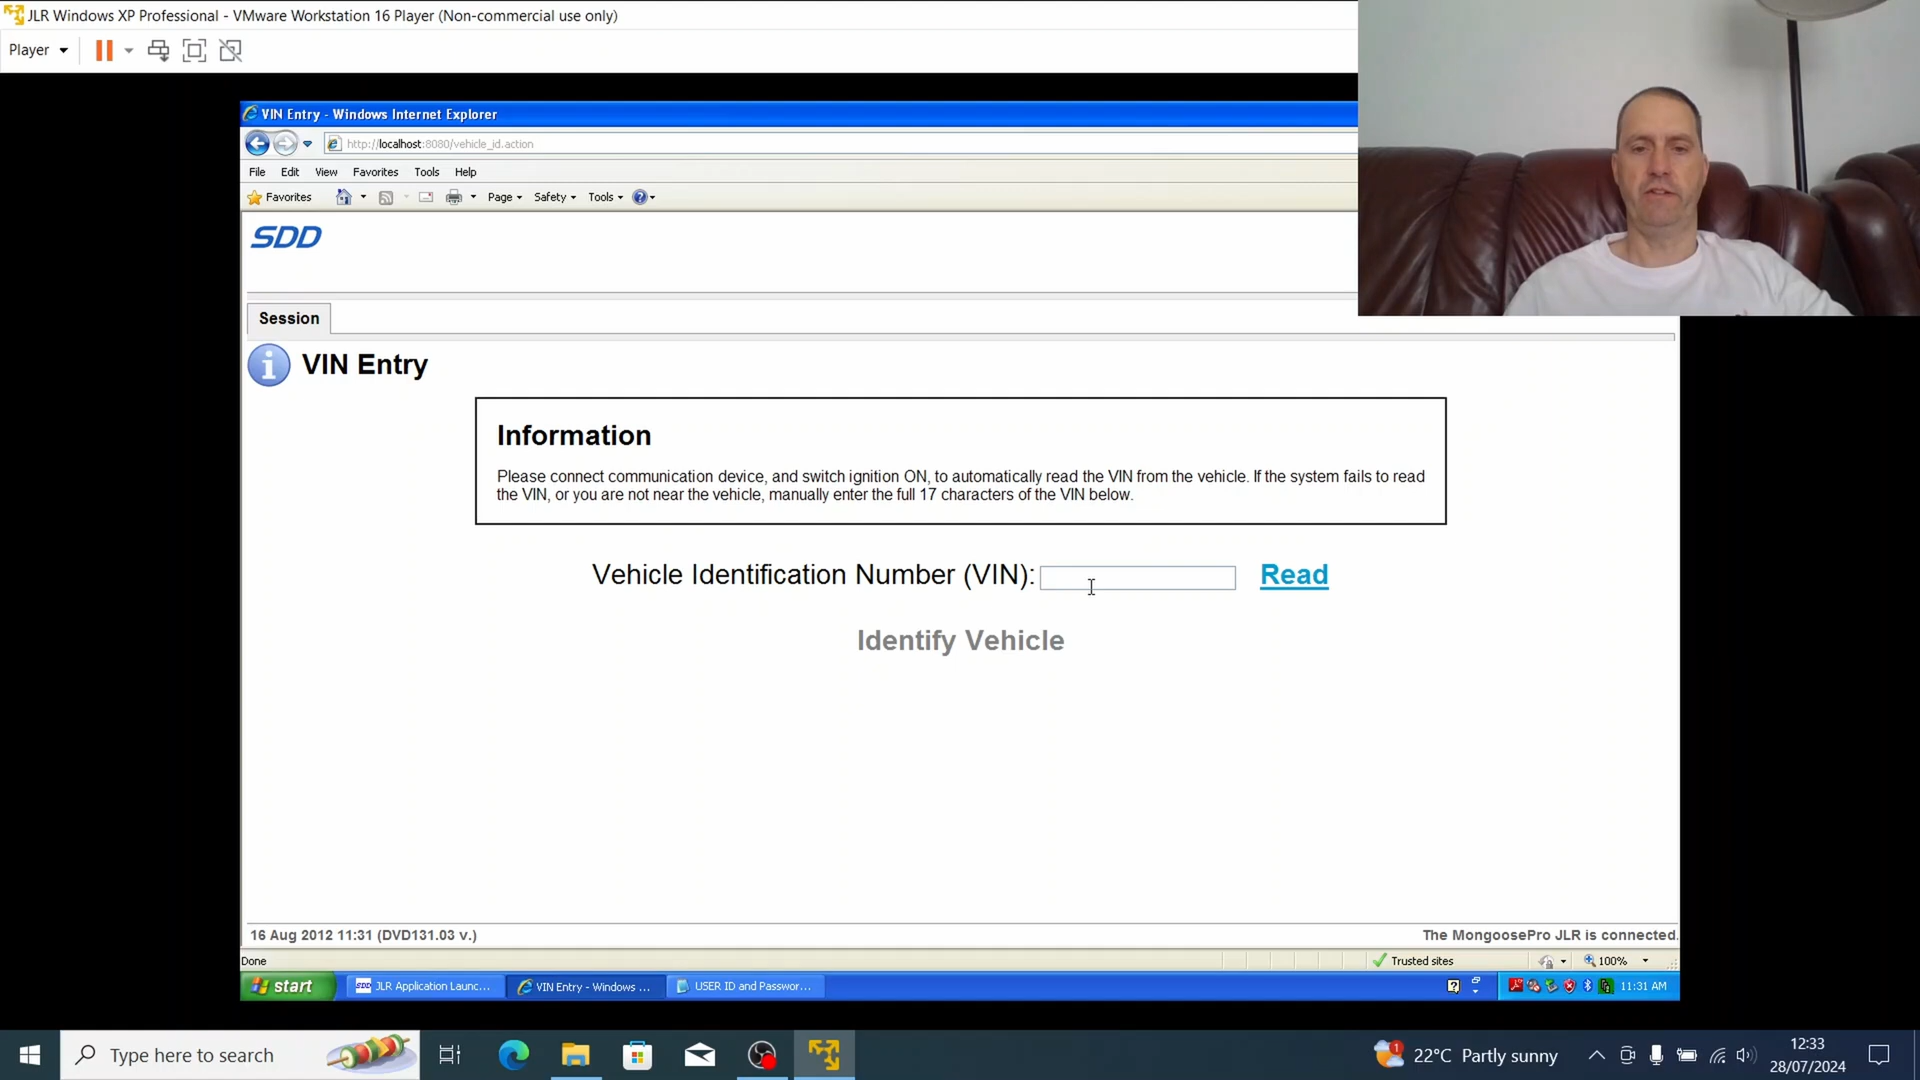 JLR Windows XP Professional - VMware Workstation 16 Player (Non-commercial use only)
Player
VIN Entry - Windows Internet Explorer
http://localhost:8080/vehicle_id.action
File Edit View Favorites Tools Help
Favorites Page Safety Tools
SDD
Session
VIN Entry
Information
Please connect communication device, and switch ignition ON, to automatically read the VIN from the vehicle. If the system fails to read
the VIN, or you are not near the vehicle, manually enter the full 17 characters of the VIN below.
Vehicle Identification Number (VIN): Read
Identify Vehicle
16 Aug 2012 11:31 (DVD131.03 v.) The MongoosePro JLR is connected.
Done Trusted sites 100%
start SDD JLR Application Launc... VIN Entry - Windows ... USER ID and Passwor... 11:31 AM
Type here to search 1 22°C Partly sunny 12:33
28/07/2024